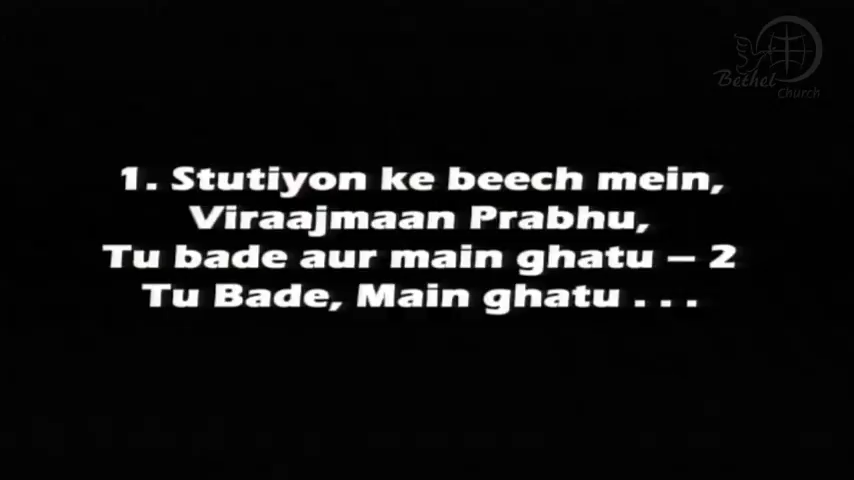 Bethel
Church
1. Stutiyon ke beech mein,
Viraajmaan Prabhu,
Tu bade aur main ghatu – 2
Tu Bade, Main ghatu . . .